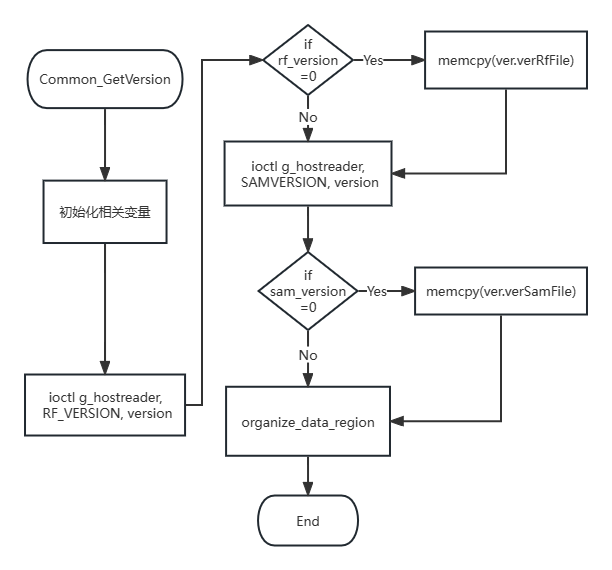 Common_GetVersion
初始化相关变量
ioctl g_hostreader,
RF_VERSION, version
if
rf_version
=0
Yes
memcpy(ver.verRfFile)
No
ioctl g_hostreader,
SAMVERSION, version
if
sam_version
=0
Yes
memcpy(ver.verSamFile)
No
organize_data_region
End